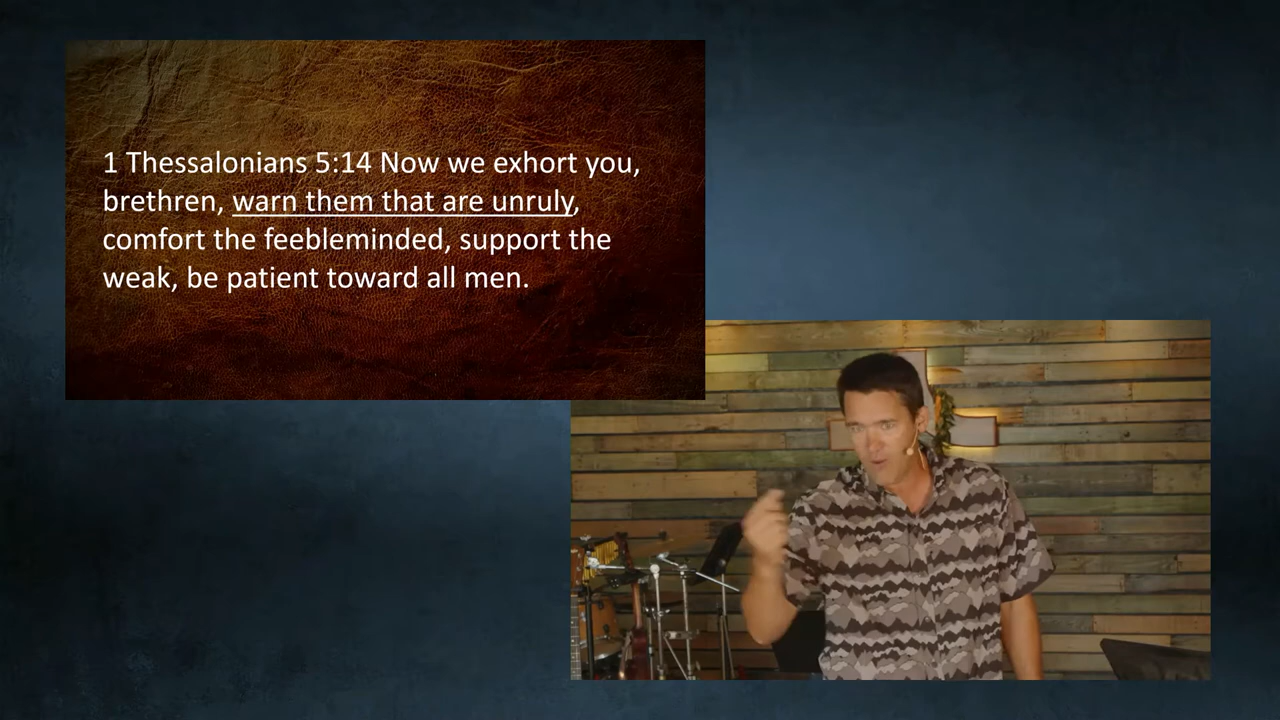 1 Thessalonians 5:14 Now we exhort you,
brethren, warn them that are unruly,
comfort the feebleminded, support the
weak, be patient toward all men.